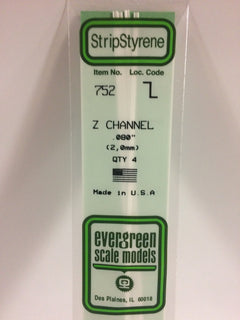 StripStyrene
Item No. Loc. Code
752
Z CHANNEL
.080"
(2,0mm)
QTY 4
Made in U.S.A
evergreen
scale models
Des Plaines, IL 60018